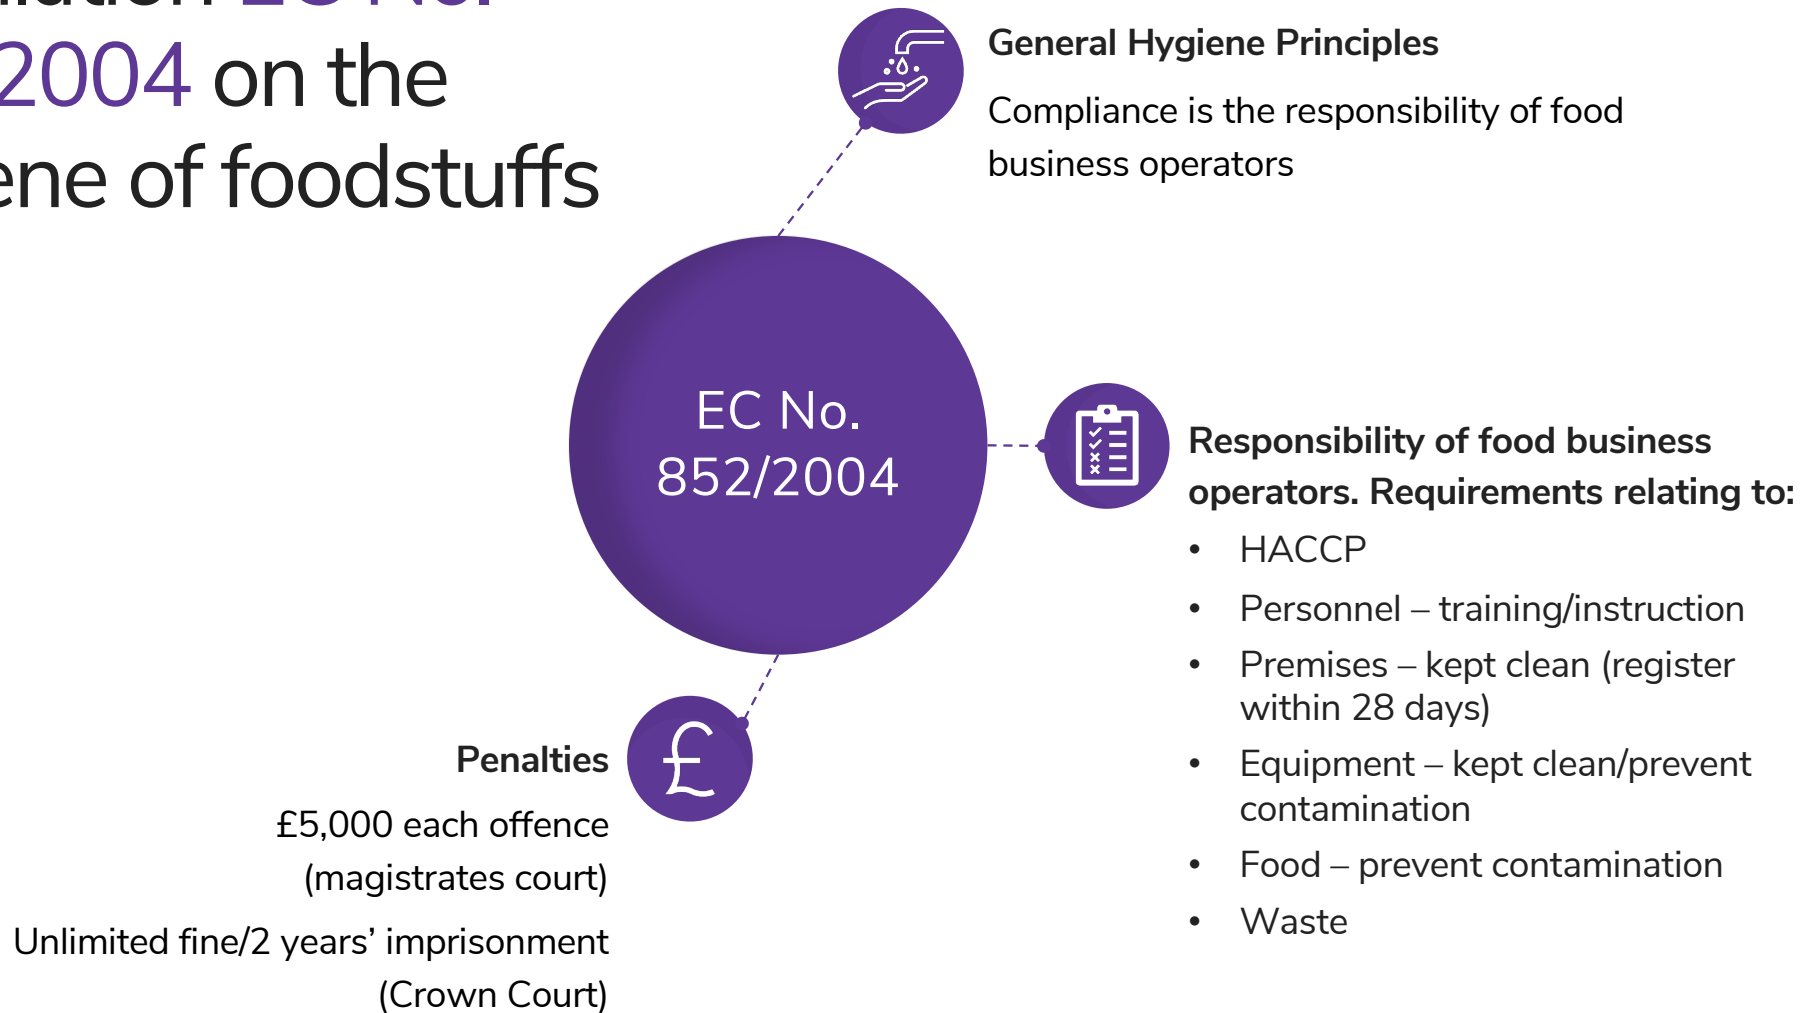 2004 on the
of foodstuffs
General Hygiene Principles
Compliance is the responsibility of food
business operators
EC No.
852/2004
Responsibility of food business
operators. Requirements relating to:
• HACCP
• Personnel – training/instruction
• Premises – kept clean (register
within 28 days)
• Equipment – kept clean/prevent
contamination
• Food – prevent contamination
• Waste
Penalties
£5,000 each offence
(magistrates court)
Unlimited fine/2 years’ imprisonment
(Crown Court)
£